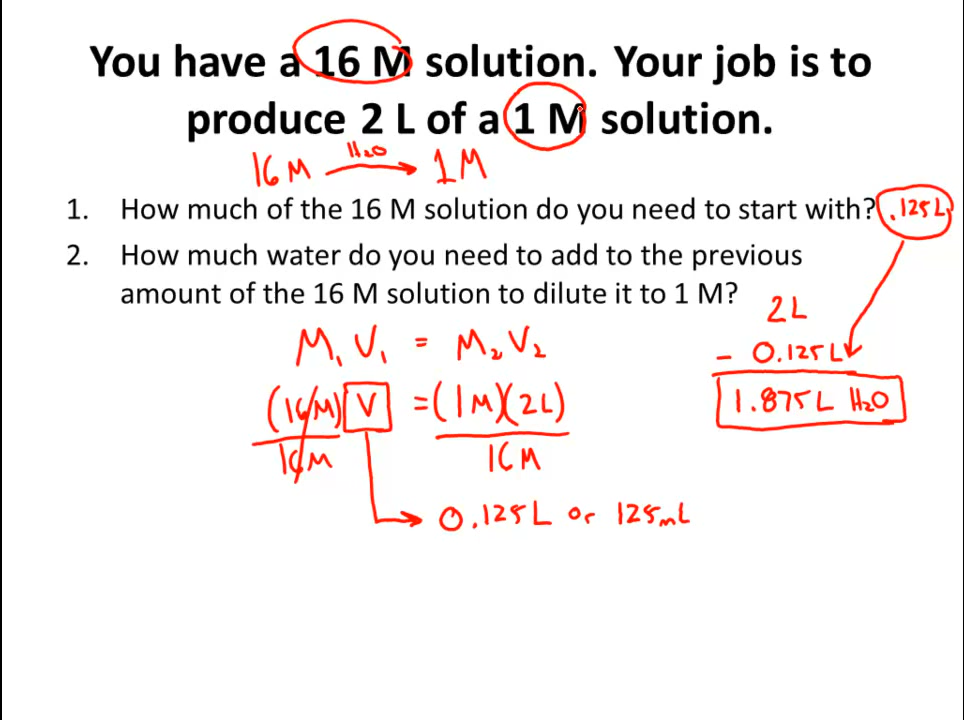 You have a 16 M solution. Your job is to
produce 2 L of a 1 M solution.
16 M H2O → 1 M
1. How much of the 16 M solution do you need to start with? .125 L
2. How much water do you need to add to the previous
amount of the 16 M solution to dilute it to 1 M?
2 L
- 0.125 L
1.875 L H2O
M1 V1 = M2 V2
(16 M) V = (1 M)(2 L)
16 M 16 M
0.125 L or 125 mL